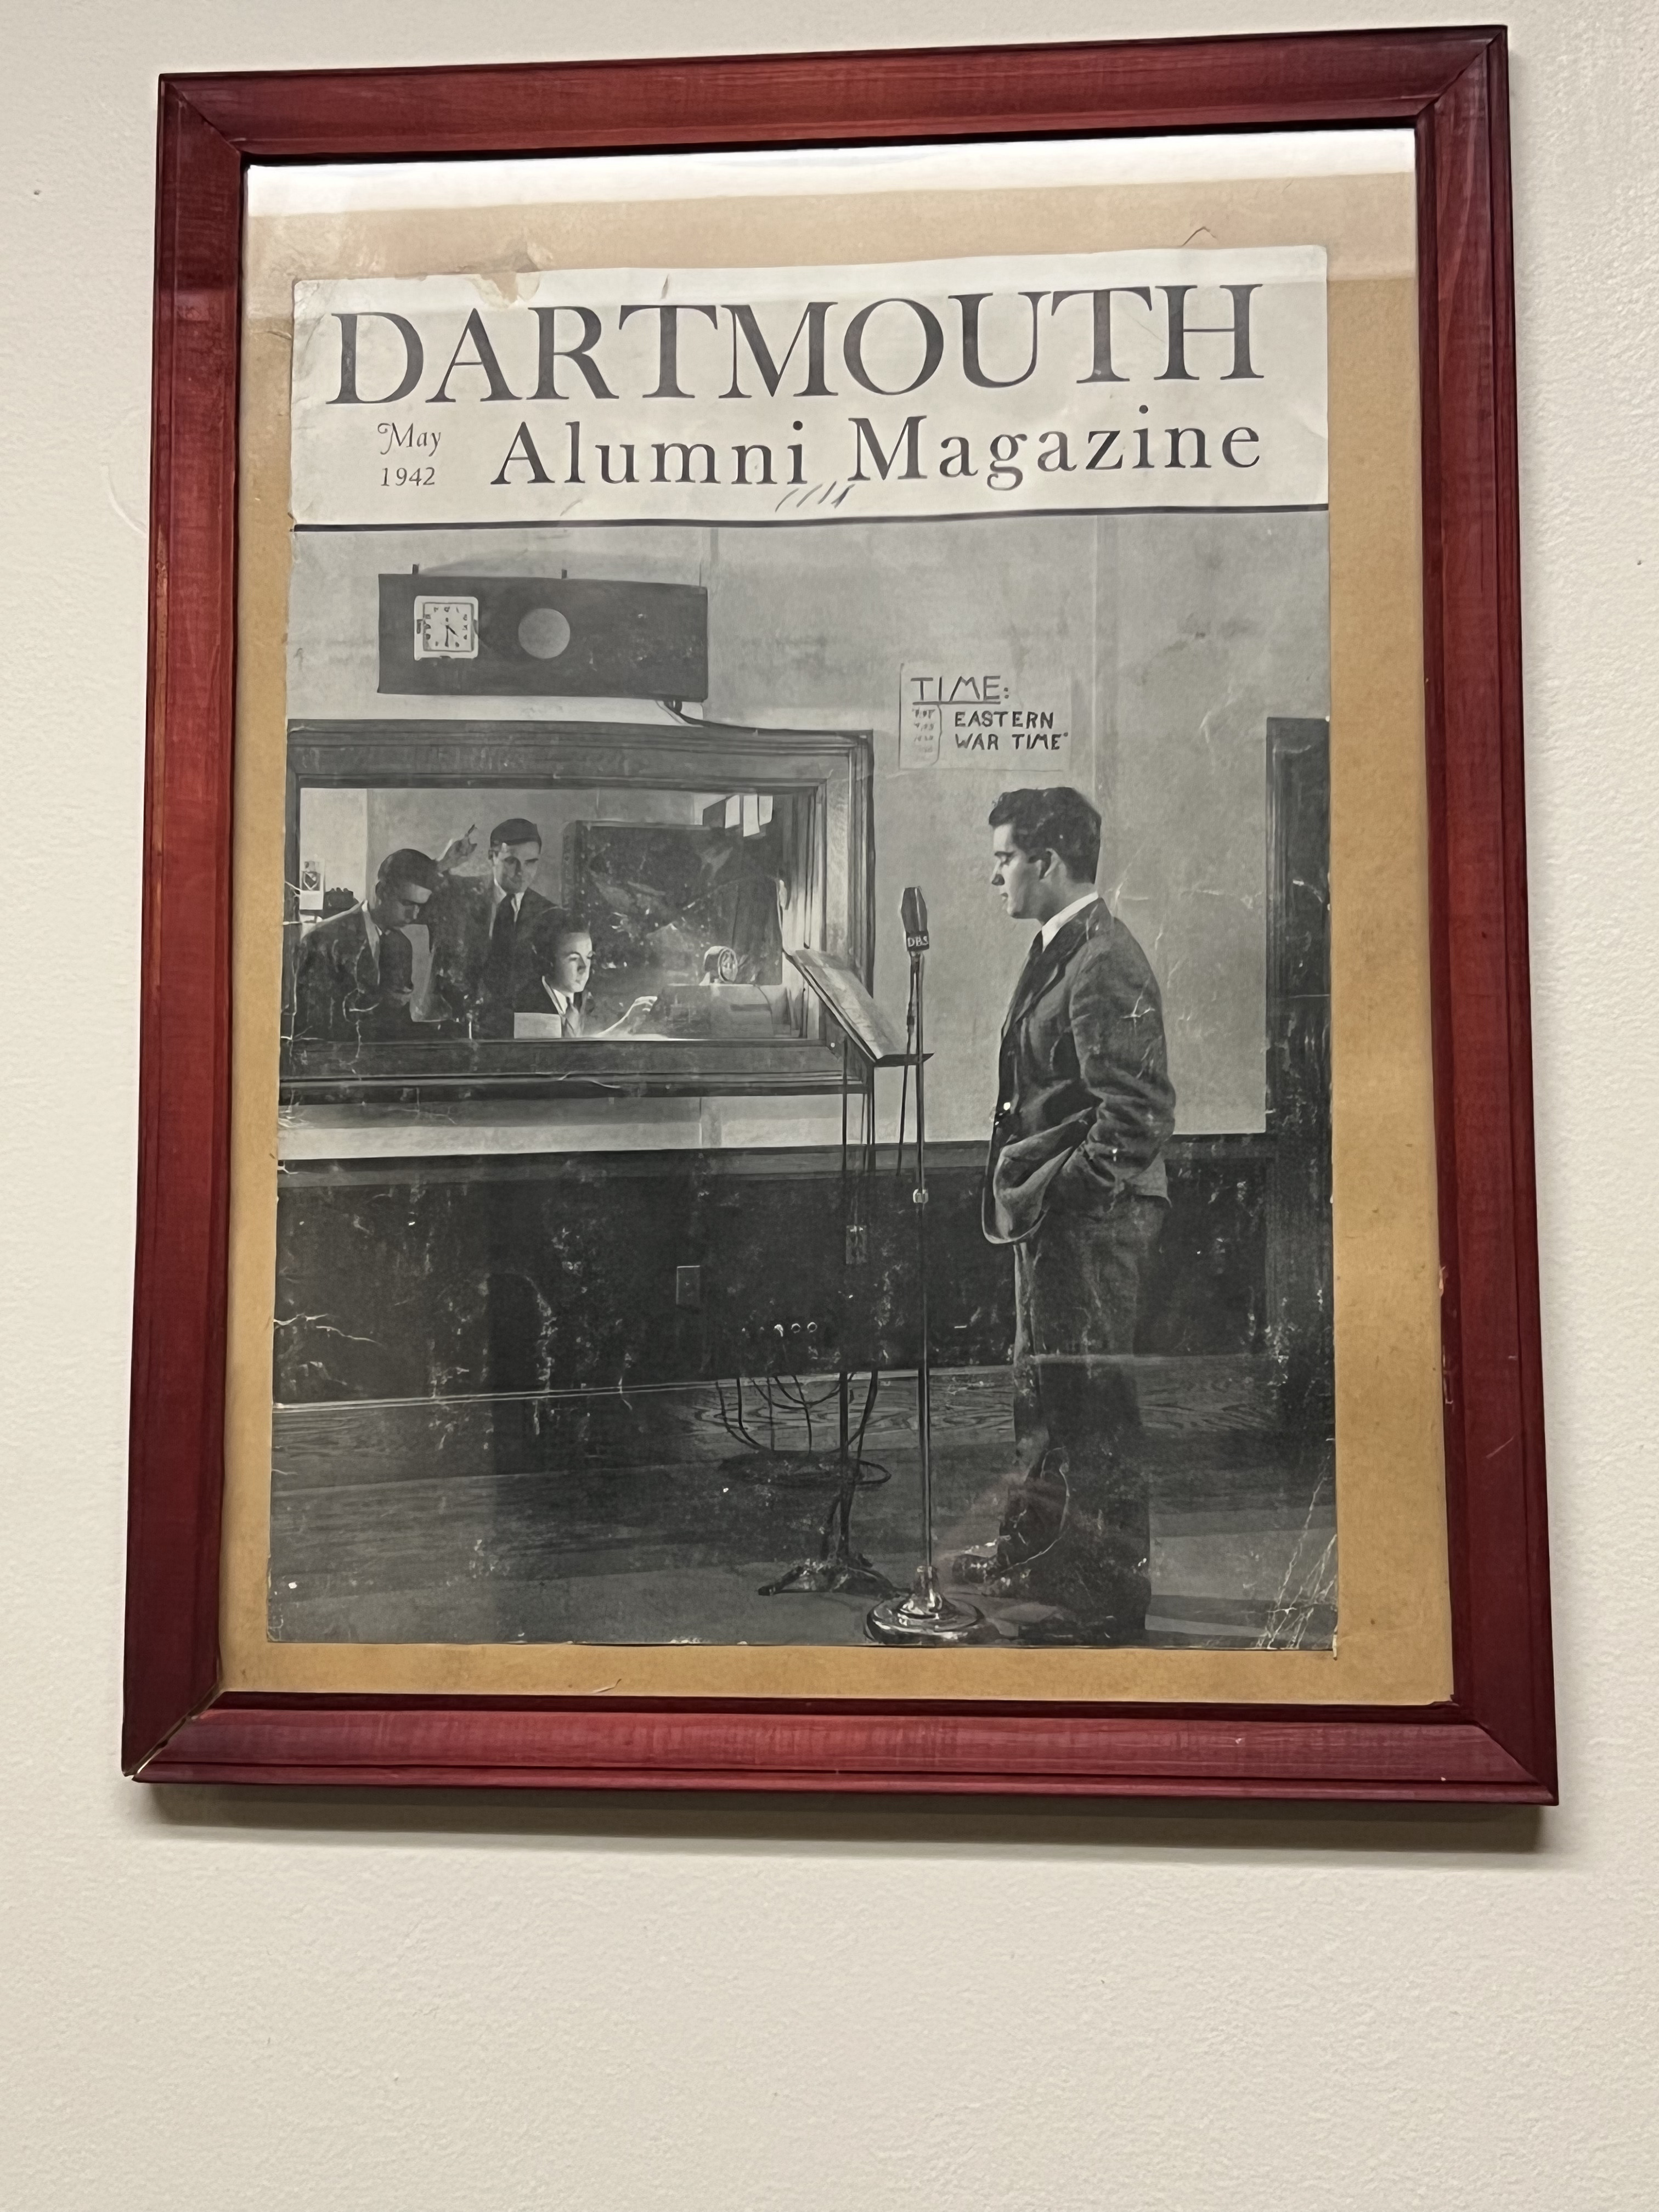 DARTMOUTH
May
1942
Alumni Magazine
TIME:
EASTERN
WAR TIME"
DBS